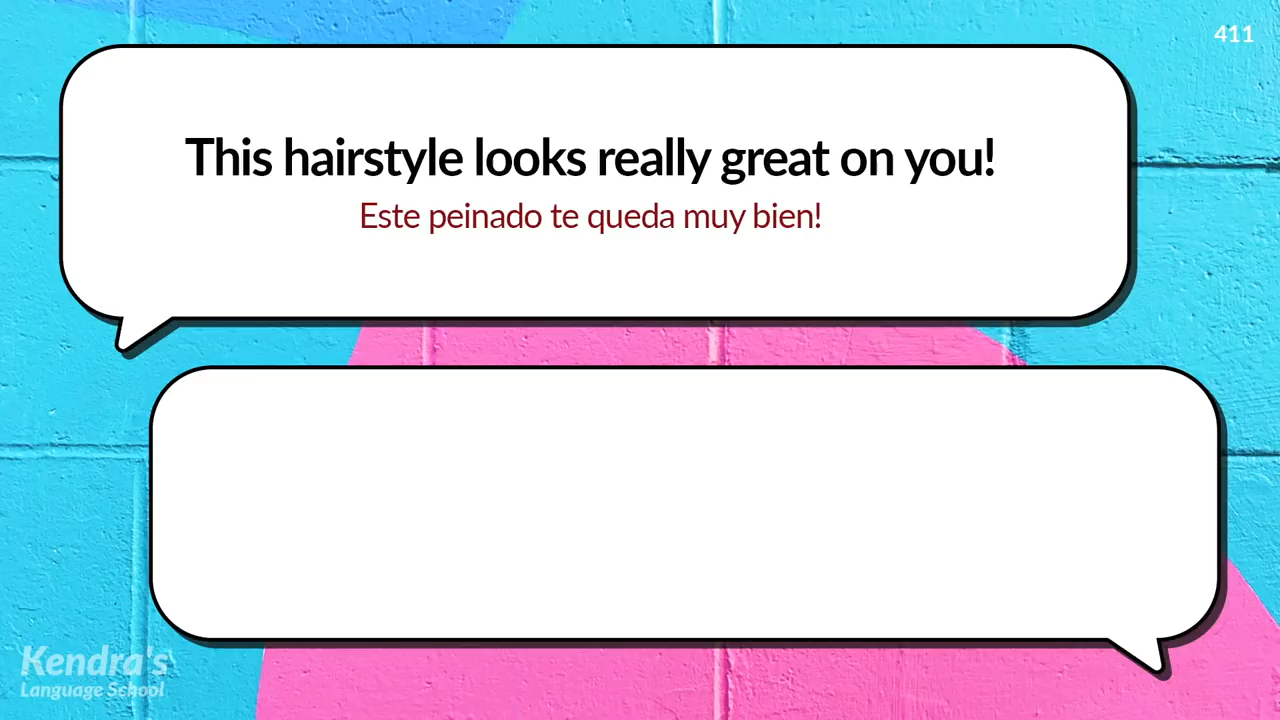 411
This hairstyle looks really great on you!
Este peinado te queda muy bien!
Kendra's
Language School